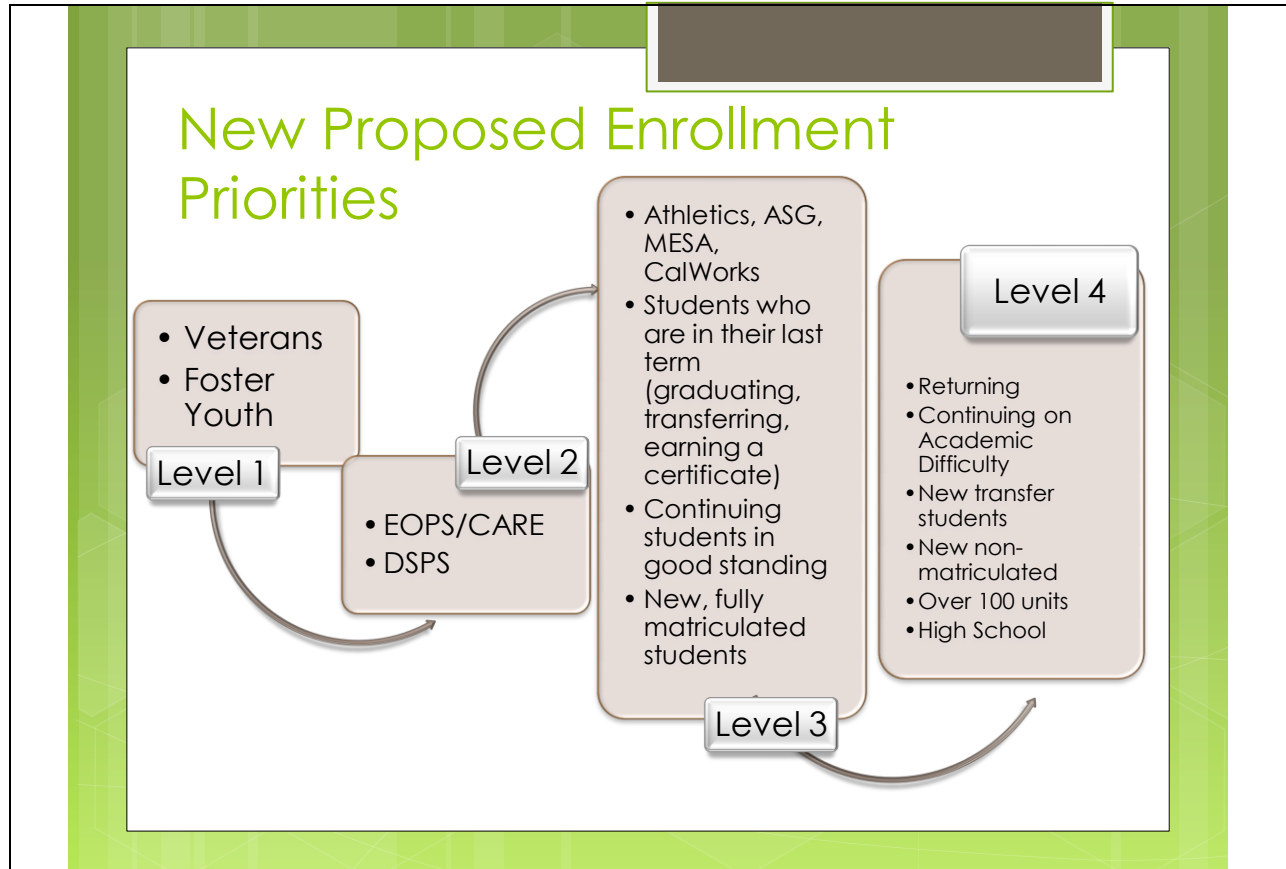 New Proposed Enrollment
Priorities
• Veterans
• Foster
Youth
Level 1
• EOPS/CARE
• DSPS
Level 2
• Athletics, ASG,
MESA,
CalWorks
• Students who
are in their last
term
(graduating,
transferring,
earning a
certificate)
• Continuing
students in
good standing
• New, fully
matriculated
students
Level 3
Level 4
• Returning
• Continuing on
Academic
Difficulty
• New transfer
students
• New non-
matriculated
• Over 100 units
• High School